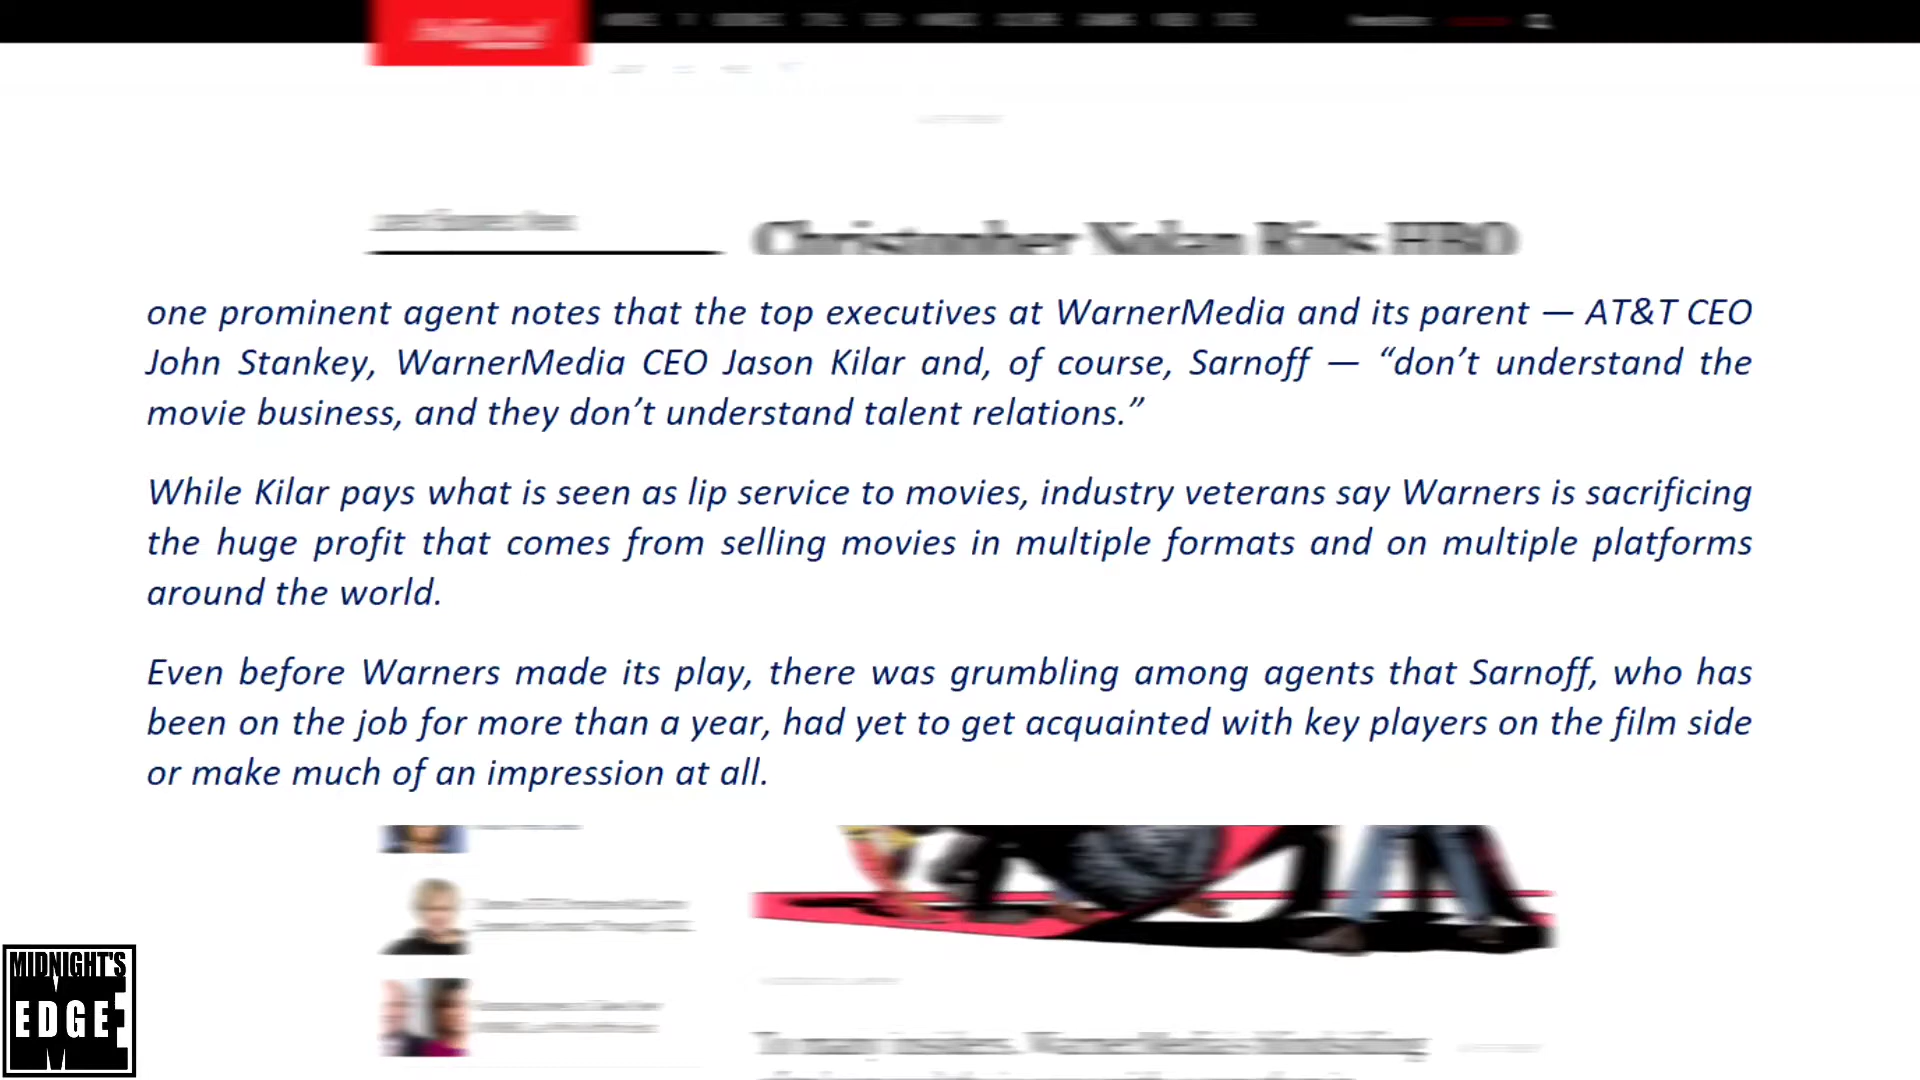 Christopher Nolan Rips HBO
one prominent agent notes that the top executives at WarnerMedia and its parent — AT&T CEO
John Stankey, WarnerMedia CEO Jason Kilar and, of course, Sarnoff — “don’t understand the
movie business, and they don’t understand talent relations.”
While Kilar pays what is seen as lip service to movies, industry veterans say Warners is sacrificing
the huge profit that comes from selling movies in multiple formats and on multiple platforms
around the world.
Even before Warners made its play, there was grumbling among agents that Sarnoff, who has
been on the job for more than a year, had yet to get acquainted with key players on the film side
or make much of an impression at all.
MIDNIGHT'S
EDGE